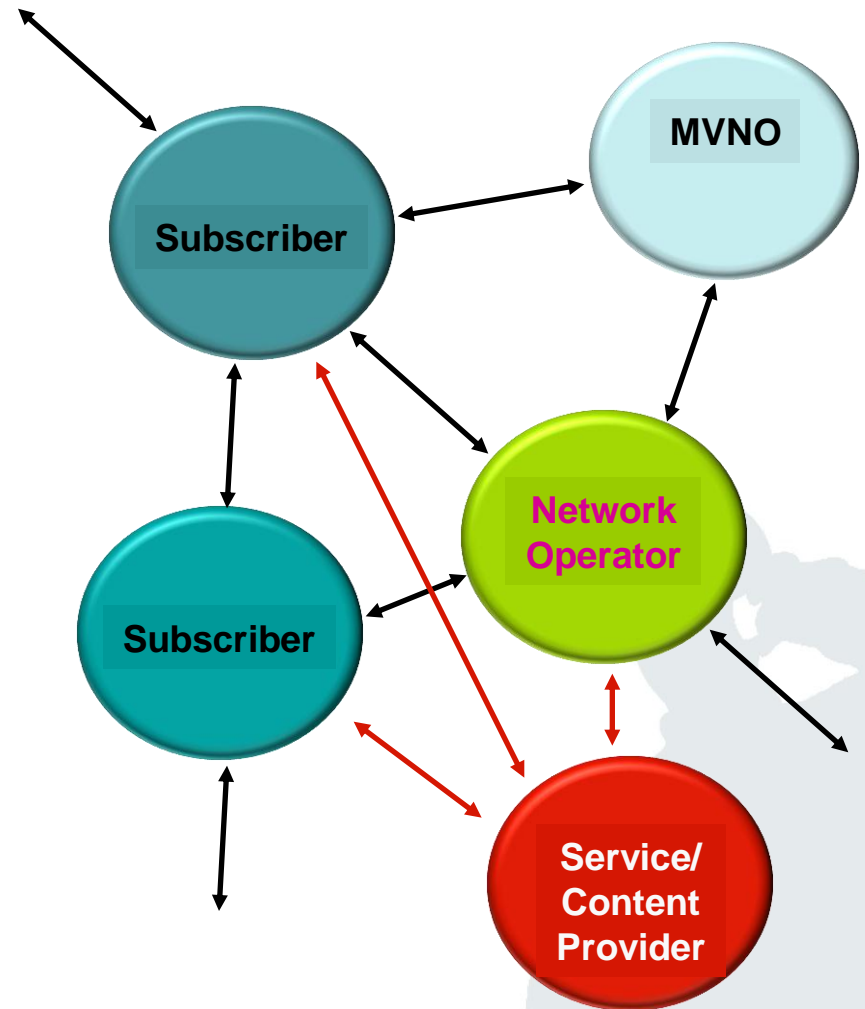 MVNO
Subscriber
Network
Operator
Subscriber
Service/
Content
Provider